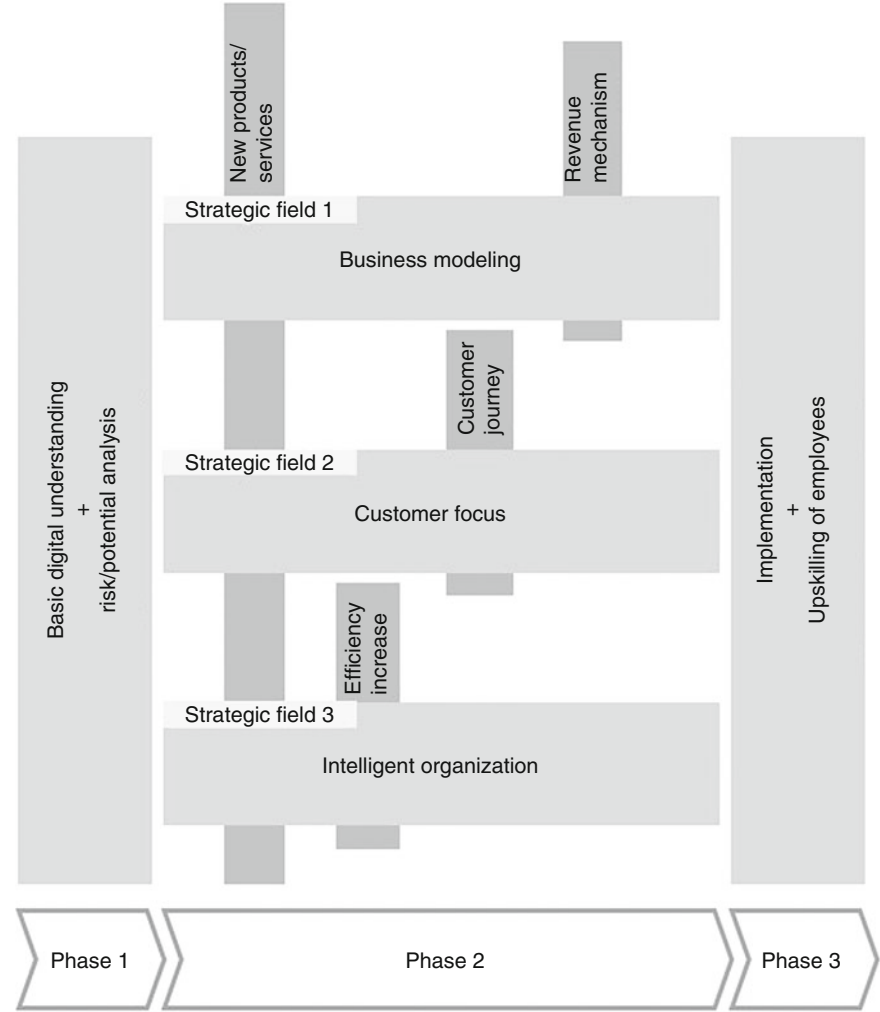 New products/
services
Revenue
mechanism
Strategic field 1
Business modeling
Customer
journey
Strategic field 2
Customer focus
Efficiency
increase
Strategic field 3
Intelligent organization
Basic digital understanding
+
risk/potential analysis
Implementation
+
Upskilling of employees
Phase 1
Phase 2
Phase 3